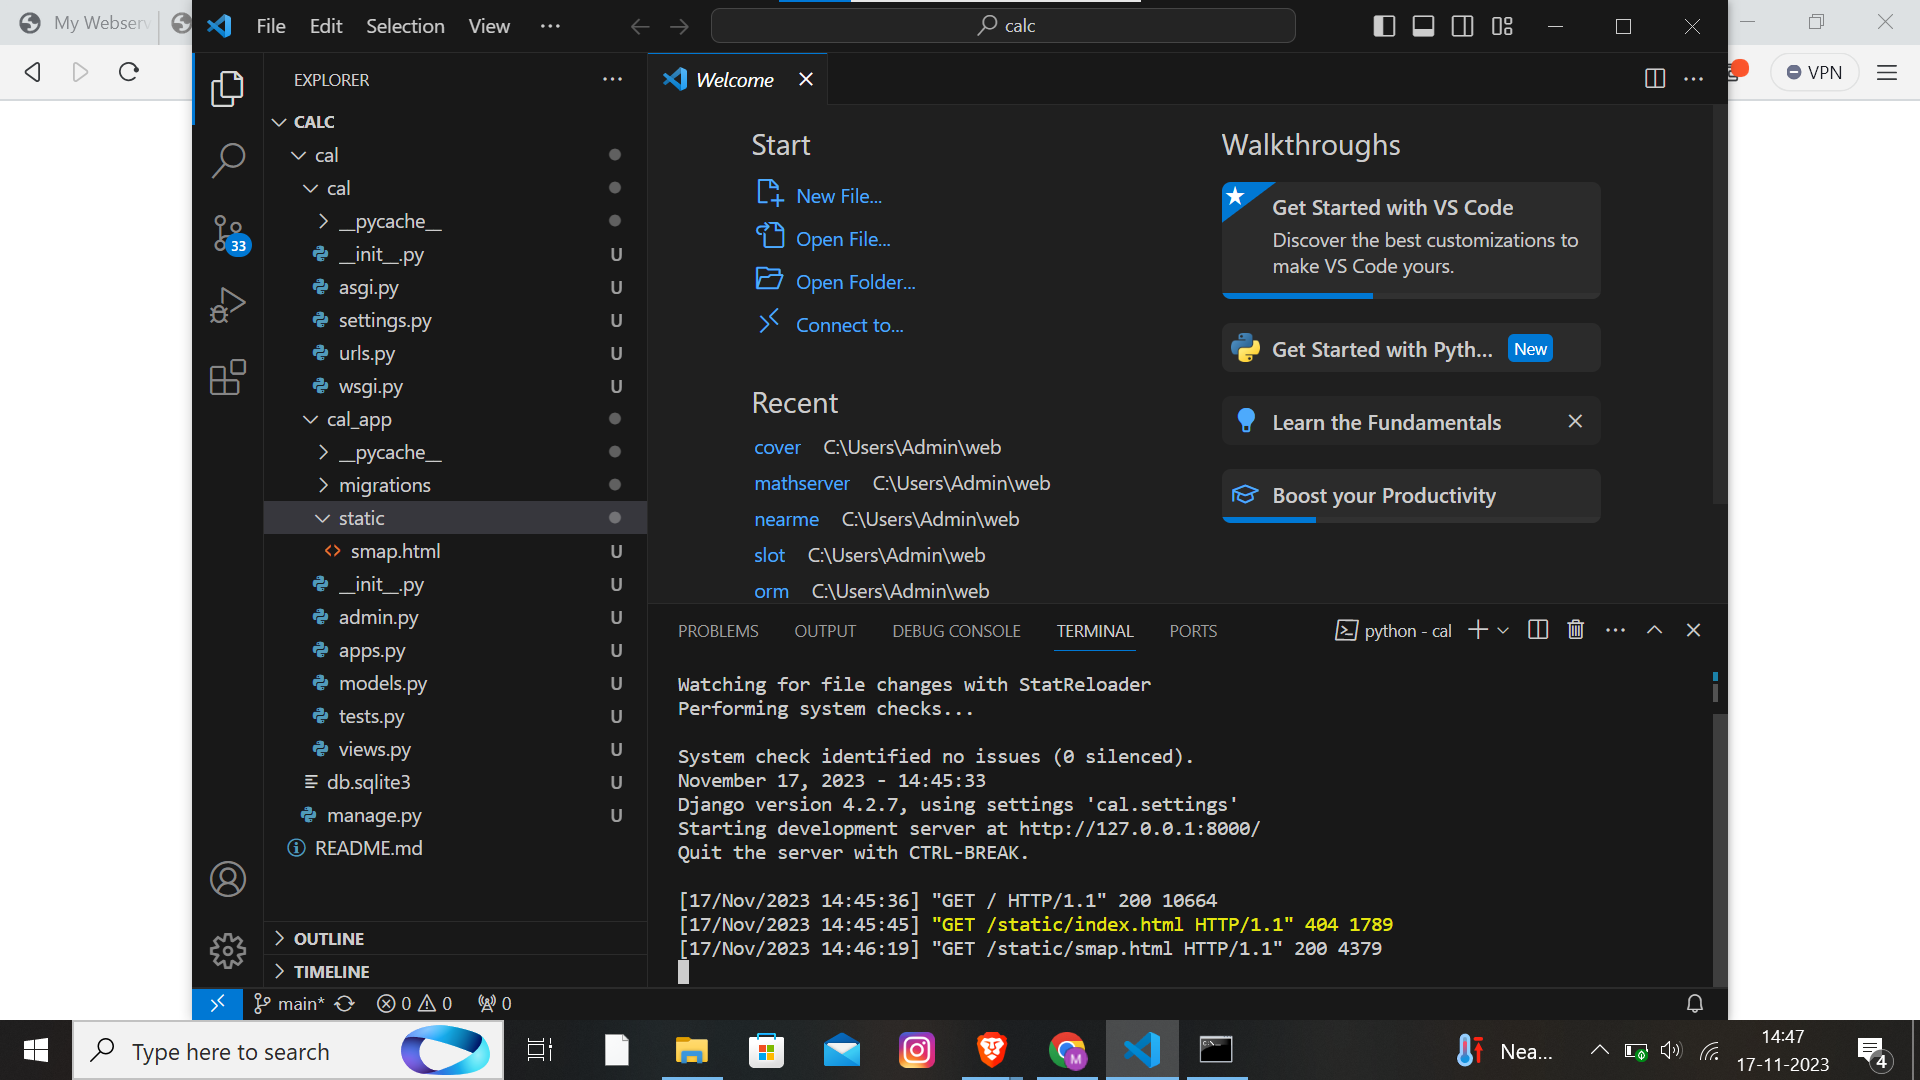 My Webserv
File Edit Selection View ···
calc
VPN
EXPLORER
CALC
cal
cal
__pycache__
__init__.py U
asgi.py U
settings.py U
urls.py U
wsgi.py U
cal_app
__pycache__
migrations
static
smap.html U
__init__.py U
admin.py U
apps.py U
models.py U
tests.py U
views.py U
db.sqlite3 U
manage.py U
README.md
OUTLINE
TIMELINE
33
Welcome
Start
New File...
Open File...
Open Folder...
Connect to...
Recent
cover C:\Users\Admin\web
mathserver C:\Users\Admin\web
nearme C:\Users\Admin\web
slot C:\Users\Admin\web
orm C:\Users\Admin\web
Walkthroughs
Get Started with VS Code
Discover the best customizations to
make VS Code yours.
Get Started with Pyth... New
Learn the Fundamentals
Boost your Productivity
PROBLEMS OUTPUT DEBUG CONSOLE TERMINAL PORTS
python - cal
Watching for file changes with StatReloader
Performing system checks...
System check identified no issues (0 silenced).
November 17, 2023 - 14:45:33
Django version 4.2.7, using settings 'cal.settings'
Starting development server at http://127.0.0.1:8000/
Quit the server with CTRL-BREAK.
[17/Nov/2023 14:45:36] "GET / HTTP/1.1" 200 10664
[17/Nov/2023 14:45:45] "GET /static/index.html HTTP/1.1" 404 1789
[17/Nov/2023 14:46:19] "GET /static/smap.html HTTP/1.1" 200 4379
main* 0 0 0
Type here to search
M
Nea...
14:47
17-11-2023
4